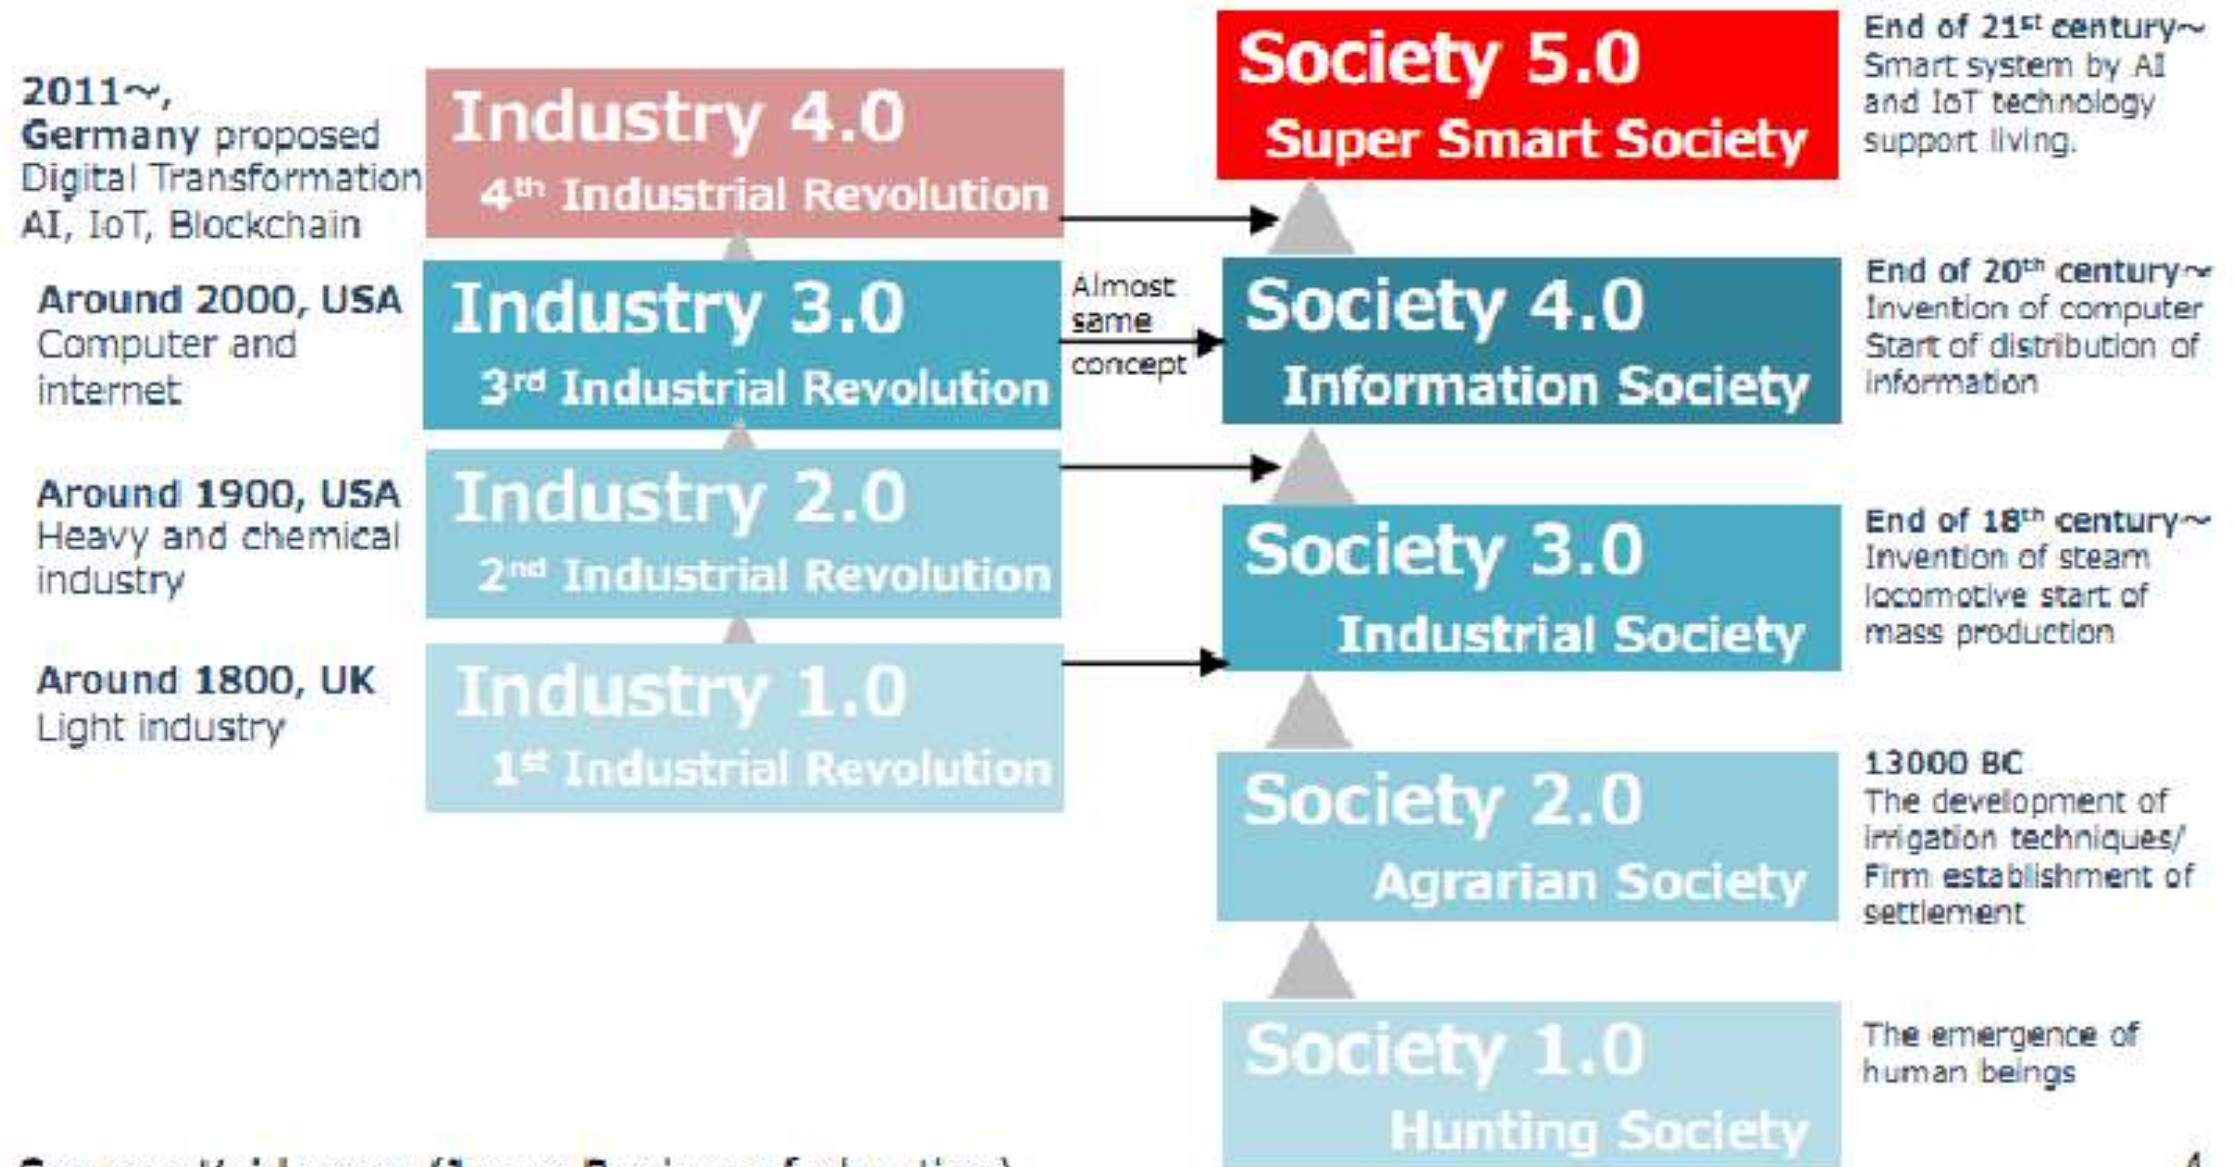 2011~,
Germany proposed
Digital Transformation
AI, IoT, Blockchain
Industry 4.0
4th Industrial Revolution
Around 2000, USA
Computer and
internet
Industry 3.0
3rd Industrial Revolution
Around 1900, USA
Heavy and chemical
industry
Industry 2.0
2nd Industrial Revolution
Around 1800, UK
Light industry
Industry 1.0
1st Industrial Revolution
Almost
same
concept
Society 5.0
Super Smart Society
End of 21st century~
Smart system by AI
and IoT technology
support living.
Society 4.0
Information Society
End of 20th century~
Invention of computer
Start of distribution of
information
Society 3.0
Industrial Society
End of 18th century~
Invention of steam
locomotive start of
mass production
Society 2.0
Agrarian Society
13000 BC
The development of
irrigation techniques/
Firm establishment of
settlement
Society 1.0
Hunting Society
The emergence of
human beings